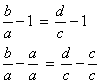 b/a - 1 = d/c - 1
b/a - a/a = d/c - c/c